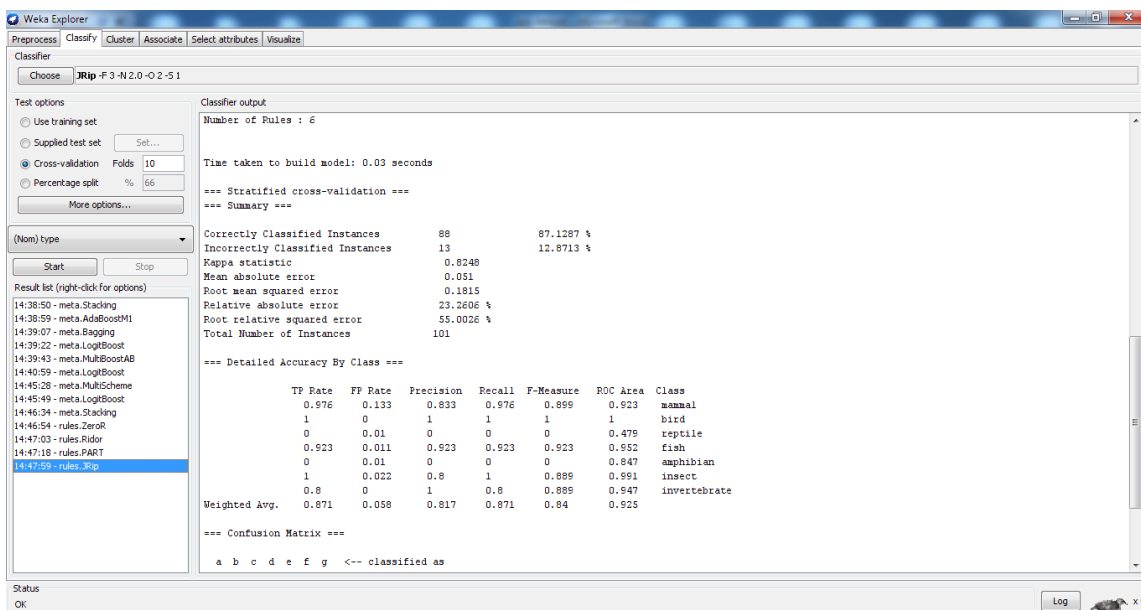 Weka Explorer
Preprocess Classify Cluster Associate Select attributes Visualize
Classifier
Choose JRip -F 3 -N 2.0 -O 2 -S 1
Test options
Use training set
Supplied test set Set...
Cross-validation Folds 10
Percentage split % 66
More options...
(Nom) type
Start Stop
Result list (right-click for options)
14:38:50 - meta.Stacking
14:38:59 - meta.AdaBoostM1
14:39:07 - meta.Bagging
14:39:22 - meta.LogitBoost
14:39:43 - meta.MultiBoostAB
14:40:59 - meta.LogitBoost
14:45:28 - meta.MultiScheme
14:45:49 - meta.LogitBoost
14:46:34 - meta.Stacking
14:46:54 - rules.ZeroR
14:47:03 - rules.Ridor
14:47:18 - rules.PART
14:47:59 - rules.JRip
Classifier output
Number of Rules : 6
Time taken to build model: 0.03 seconds
=== Stratified cross-validation ===
=== Summary ===
Correctly Classified Instances 88 87.1287 %
Incorrectly Classified Instances 13 12.8713 %
Kappa statistic 0.8248
Mean absolute error 0.051
Root mean squared error 0.1815
Relative absolute error 23.2606 %
Root relative squared error 55.0026 %
Total Number of Instances 101
=== Detailed Accuracy By Class ===
TP Rate FP Rate Precision Recall F-Measure ROC Area Class
0.976 0.133 0.833 0.976 0.899 0.923 mammal
1 0 1 1 1 1 bird
0 0.01 0 0 0 0.479 reptile
0.923 0.011 0.923 0.923 0.923 0.952 fish
0 0.01 0 0 0 0.847 amphibian
1 0.022 0.8 1 0.889 0.991 insect
0.8 0 1 0.8 0.889 0.947 invertebrate
Weighted Avg. 0.871 0.058 0.817 0.871 0.84 0.925
=== Confusion Matrix ===
a b c d e f g <-- classified as
Status
OK
Log
x 0